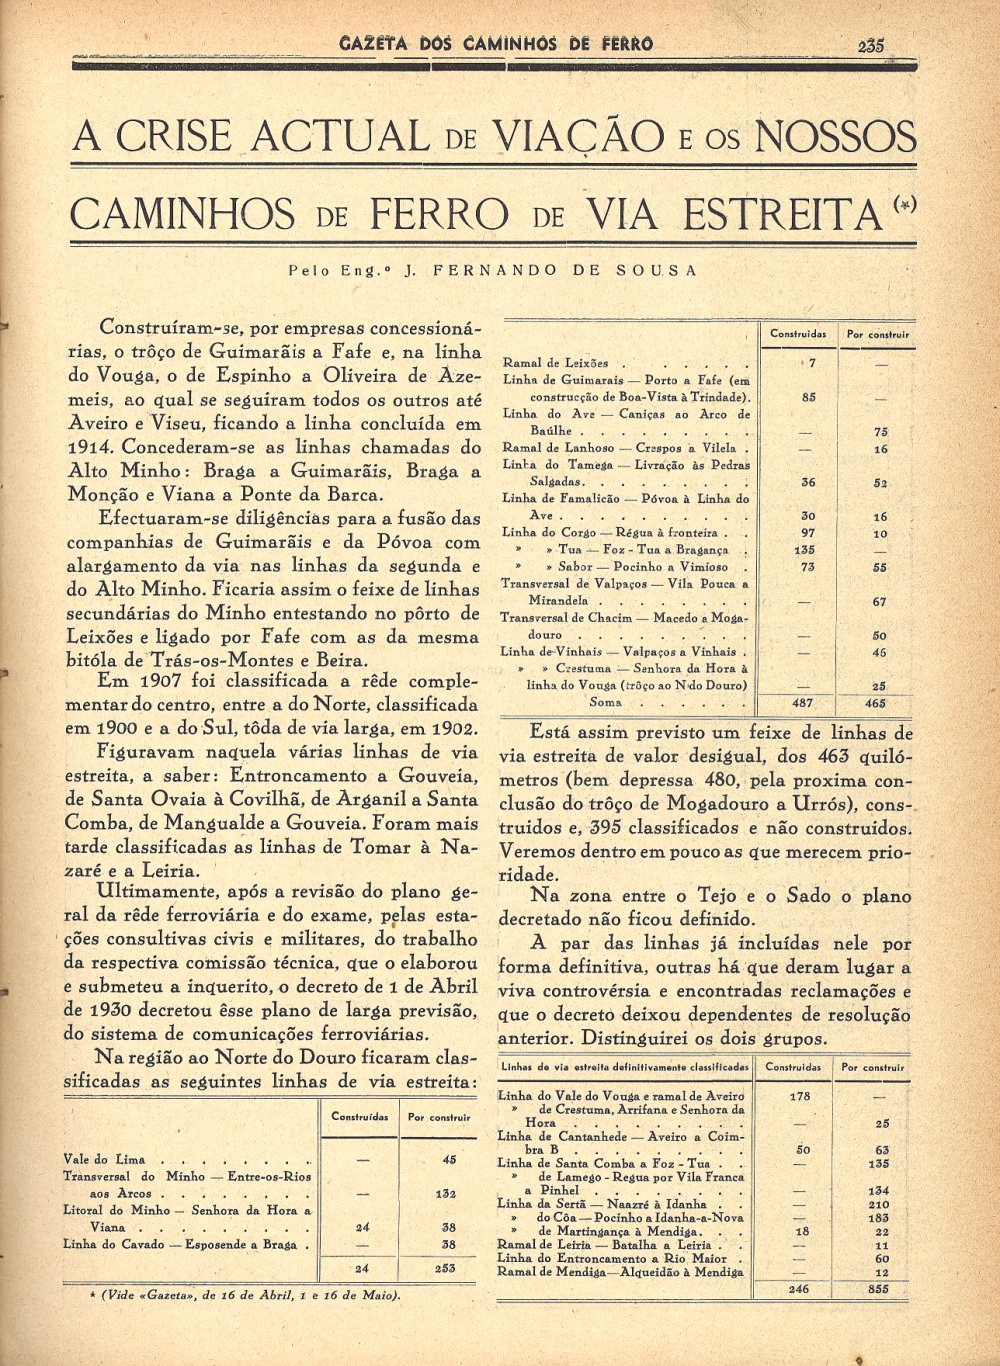 GAZETA DOS CAMINHOS DE FERRO
235
A CRISE ACTUAL DE VIAÇÃO E OS NOSSOS
CAMINHOS DE FERRO DE VIA ESTREITA (*)
Pelo Eng.º J. FERNANDO DE SOUSA
Construíram-se, por empresas concessioná-
rias, o trôço de Guimarãis a Fafe e, na linha
do Vouga, o de Espinho a Oliveira de Aze-
meis, ao qual se seguiram todos os outros até
Aveiro e Viseu, ficando a linha concluída em
1914. Concederam-se as linhas chamadas do
Alto Minho: Braga a Guimarãis, Braga a
Monção e Viana a Ponte da Barca.
Efectuaram-se diligências para a fusão das
companhias de Guimarãis e da Póvoa com
alargamento da via nas linhas da segunda e
do Alto Minho. Ficaria assim o feixe de linhas
secundárias do Minho entestando no pôrto de
Leixões e ligado por Fafe com as da mesma
bitóla de Trás-os-Montes e Beira.
Em 1907 foi classificada a rêde comple-
mentar do centro, entre a do Norte, classificada
em 1900 e a do Sul, tôda de via larga, em 1902.
Figuravam naquela várias linhas de via
estreita, a saber: Entroncamento a Gouveia,
de Santa Ovaia à Covilhã, de Arganil a Santa
Comba, de Mangualde a Gouveia. Foram mais
tarde classificadas as linhas de Tomar à Na-
zaré e a Leiria.
Ultimamente, após a revisão do plano ge-
ral da rêde ferroviária e do exame, pelas esta-
ções consultivas civis e militares, do trabalho
da respectiva comissão técnica, que o elaborou
e submeteu a inquerito, o decreto de 1 de Abril
de 1930 decretou êsse plano de larga previsão,
do sistema de comunicações ferroviárias.
Na região ao Norte do Douro ficaram clas-
sificadas as seguintes linhas de via estreita:
Construídas Por construir
Vale do Lima . . . . . . . . — 45
Transversal do Minho — Entre-os-Rios
aos Arcos . . . . . . . . — 132
Litoral do Minho — Senhora da Hora a
Viana . . . . . . . . . 24 38
Linha do Cavado — Esposende a Braga . — 38
24 253
* (Vide «Gazeta», de 16 de Abril, 1 e 16 de Maio).
Construidas Por construir
Ramal de Leixões . . . . . . 7 —
Linha de Guimarais — Porto a Fafe (em
construcção de Boa-Vista à Trindade). 85 —
Linha do Ave — Caniças ao Arco de
Baúlhe . . . . . . . . . — 75
Ramal de Lanhoso — Crespos a Vilela . — 16
Linha do Tamega — Livração às Pedras
Salgadas. . . . . . . . . 36 52
Linha de Famalicão — Póvoa à Linha do
Ave . . . . . . . . . . 30 16
Linha do Corgo — Régua à fronteira . . 97 10
» » Tua — Foz - Tua a Bragança . 135 —
» » Sabor — Pocinho a Vimioso . 73 55
Transversal de Valpaços — Vila Pouca a
Mirandela . . . . . . . . — 67
Transversal de Chacim — Macedo a Moga-
douro . . . . . . . . . — 50
Linha de Vinhais — Valpaços a Vinhais . — 45
» » Crestuma — Senhora da Hora à
linha do Vouga (trôço ao N do Douro) — 25
Soma . . . . . . 487 465
Está assim previsto um feixe de linhas de
via estreita de valor desigual, dos 463 quiló-
metros (bem depressa 480, pela proxima con-
clusão do trôço de Mogadouro a Urrós), cons-
truidos e, 395 classificados e não construidos.
Veremos dentro em pouco as que merecem prio-
ridade.
Na zona entre o Tejo e o Sado o plano
decretado não ficou definido.
A par das linhas já incluídas nele por
forma definitiva, outras há que deram lugar a
viva controvérsia e encontradas reclamações e
que o decreto deixou dependentes de resolução
anterior. Distinguirei os dois grupos.
Linhas de via estreita definitivamente classificadas Construidas Por construir
Linha do Vale do Vouga e ramal de Aveiro 178 —
» de Crestuma, Arrifana e Senhora da
Hora . . . . . . . . . — 25
Linha de Cantanhede — Aveiro a Coim-
bra B . . . . . . . . . 50 63
Linha de Santa Comba a Foz - Tua . . — 135
» de Lamego - Regua por Vila Franca
a Pinhel . . . . . . . . — 134
Linha da Sertã — Naazré a Idanha . . — 210
» do Côa — Pocinho a Idanha-a-Nova — 183
» de Martingança à Mendiga. . . 18 22
Ramal de Leiria — Batalha a Leiria . . — 11
Linha do Entroncamento a Rio Maior . — 60
Ramal de Mendiga—Alqueidão à Mendiga — 12
246 855